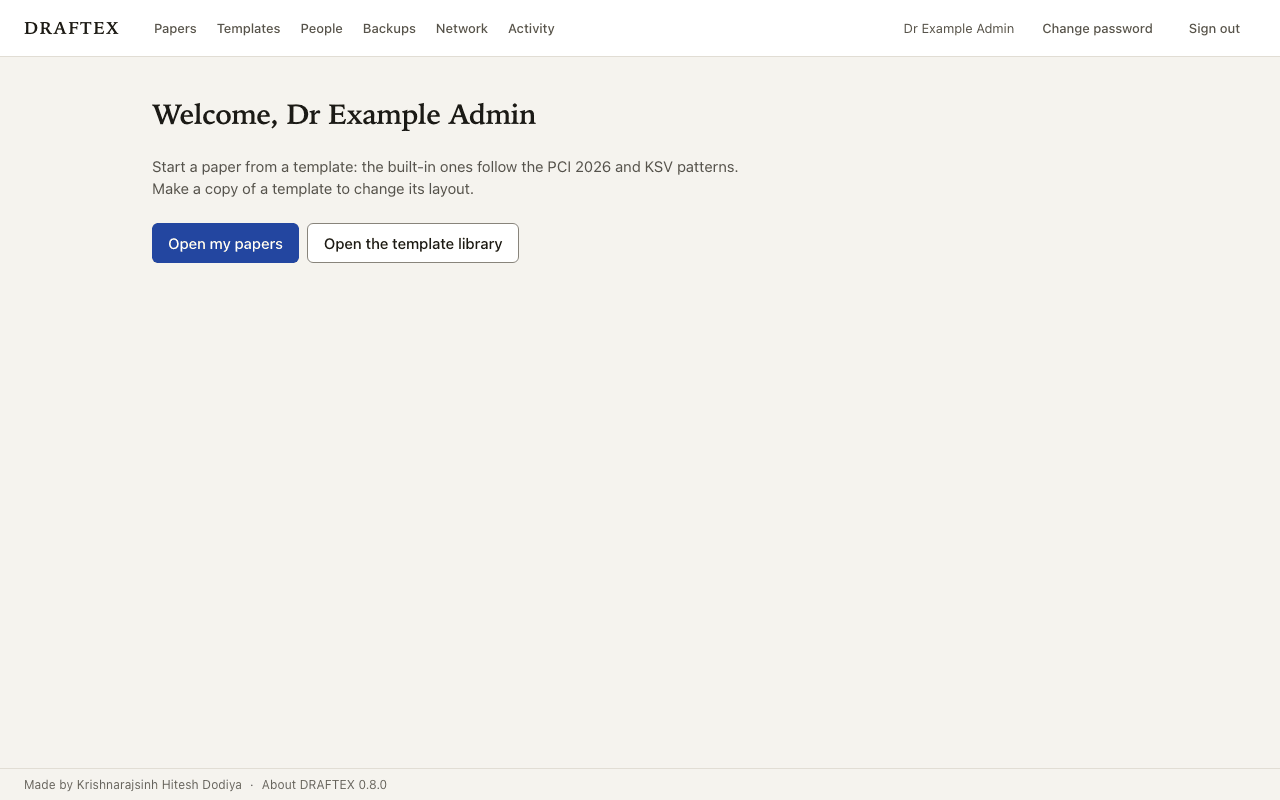 DRAFTEX Papers Templates People Backups Network Activity Dr Example Admin Change password Sign out
Welcome, Dr Example Admin
Start a paper from a template: the built-in ones follow the PCI 2026 and KSV patterns.
Make a copy of a template to change its layout.
Open my papers Open the template library
Made by Krishnarajsinh Hitesh Dodiya · About DRAFTEX 0.8.0